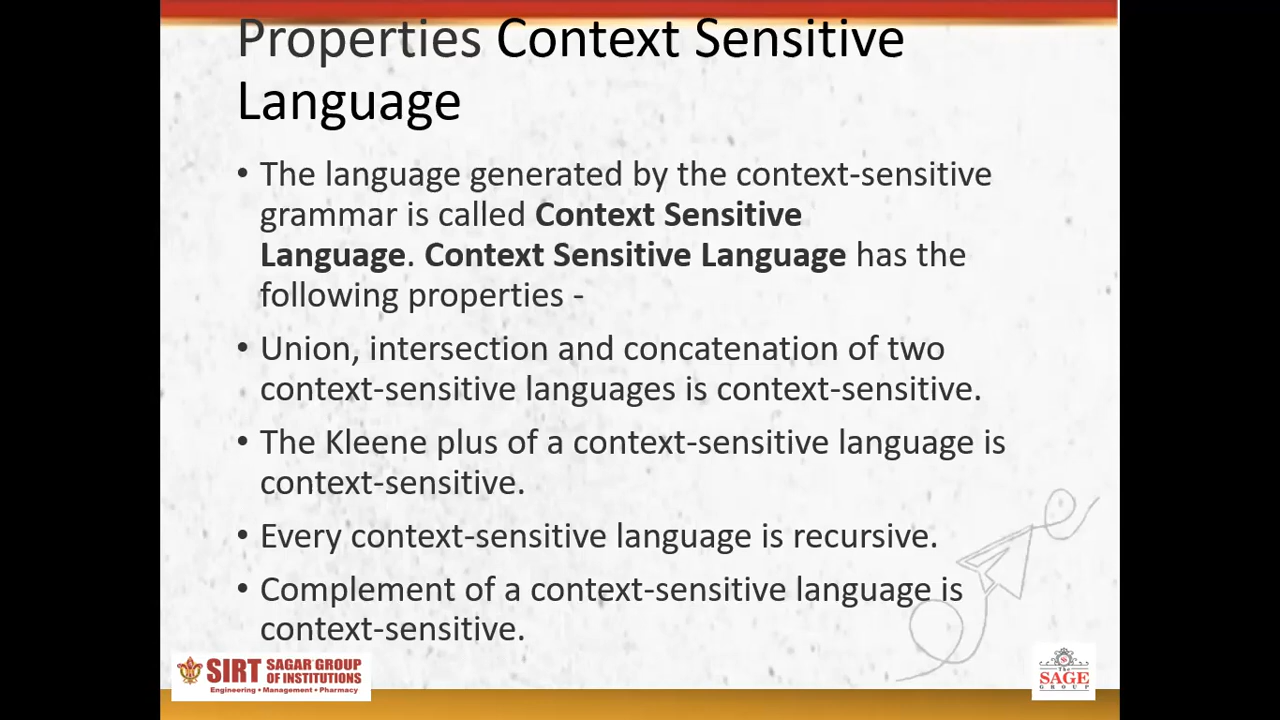 Properties Context Sensitive
Language
• The language generated by the context-sensitive
grammar is called Context Sensitive
Language. Context Sensitive Language has the
following properties -
• Union, intersection and concatenation of two
context-sensitive languages is context-sensitive.
• The Kleene plus of a context-sensitive language is
context-sensitive.
• Every context-sensitive language is recursive.
• Complement of a context-sensitive language is
context-sensitive.
SIRT SAGAR GROUP
OF INSTITUTIONS
Engineering • Management • Pharmacy
The
SAGE
GROUP